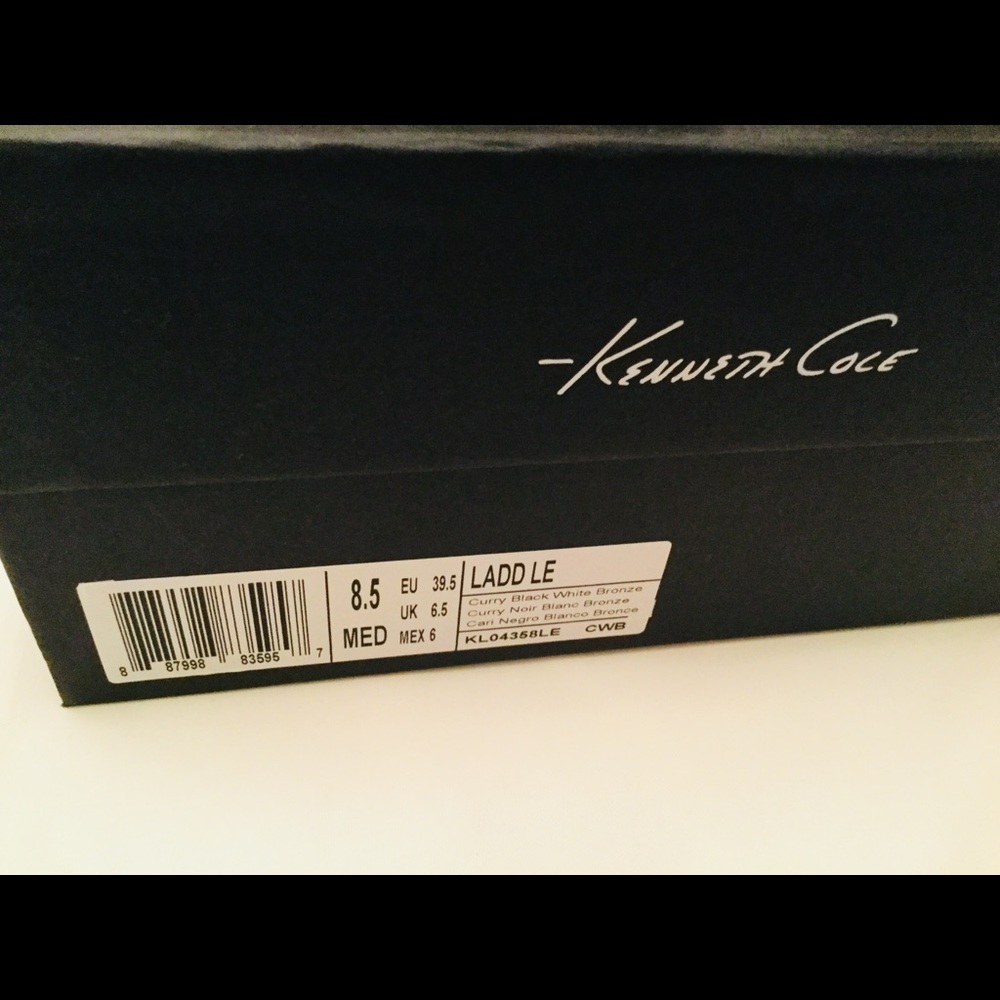 -KENNETH COLE
8.5 EU 39.5
UK 6.5
MED MEX 6
LADD LE
Curry Black White Bronze
Curry Noir Blanc Bronze
Cari Negro Blanco Bronce
KL04358LE CWB
8 87998 83595 7